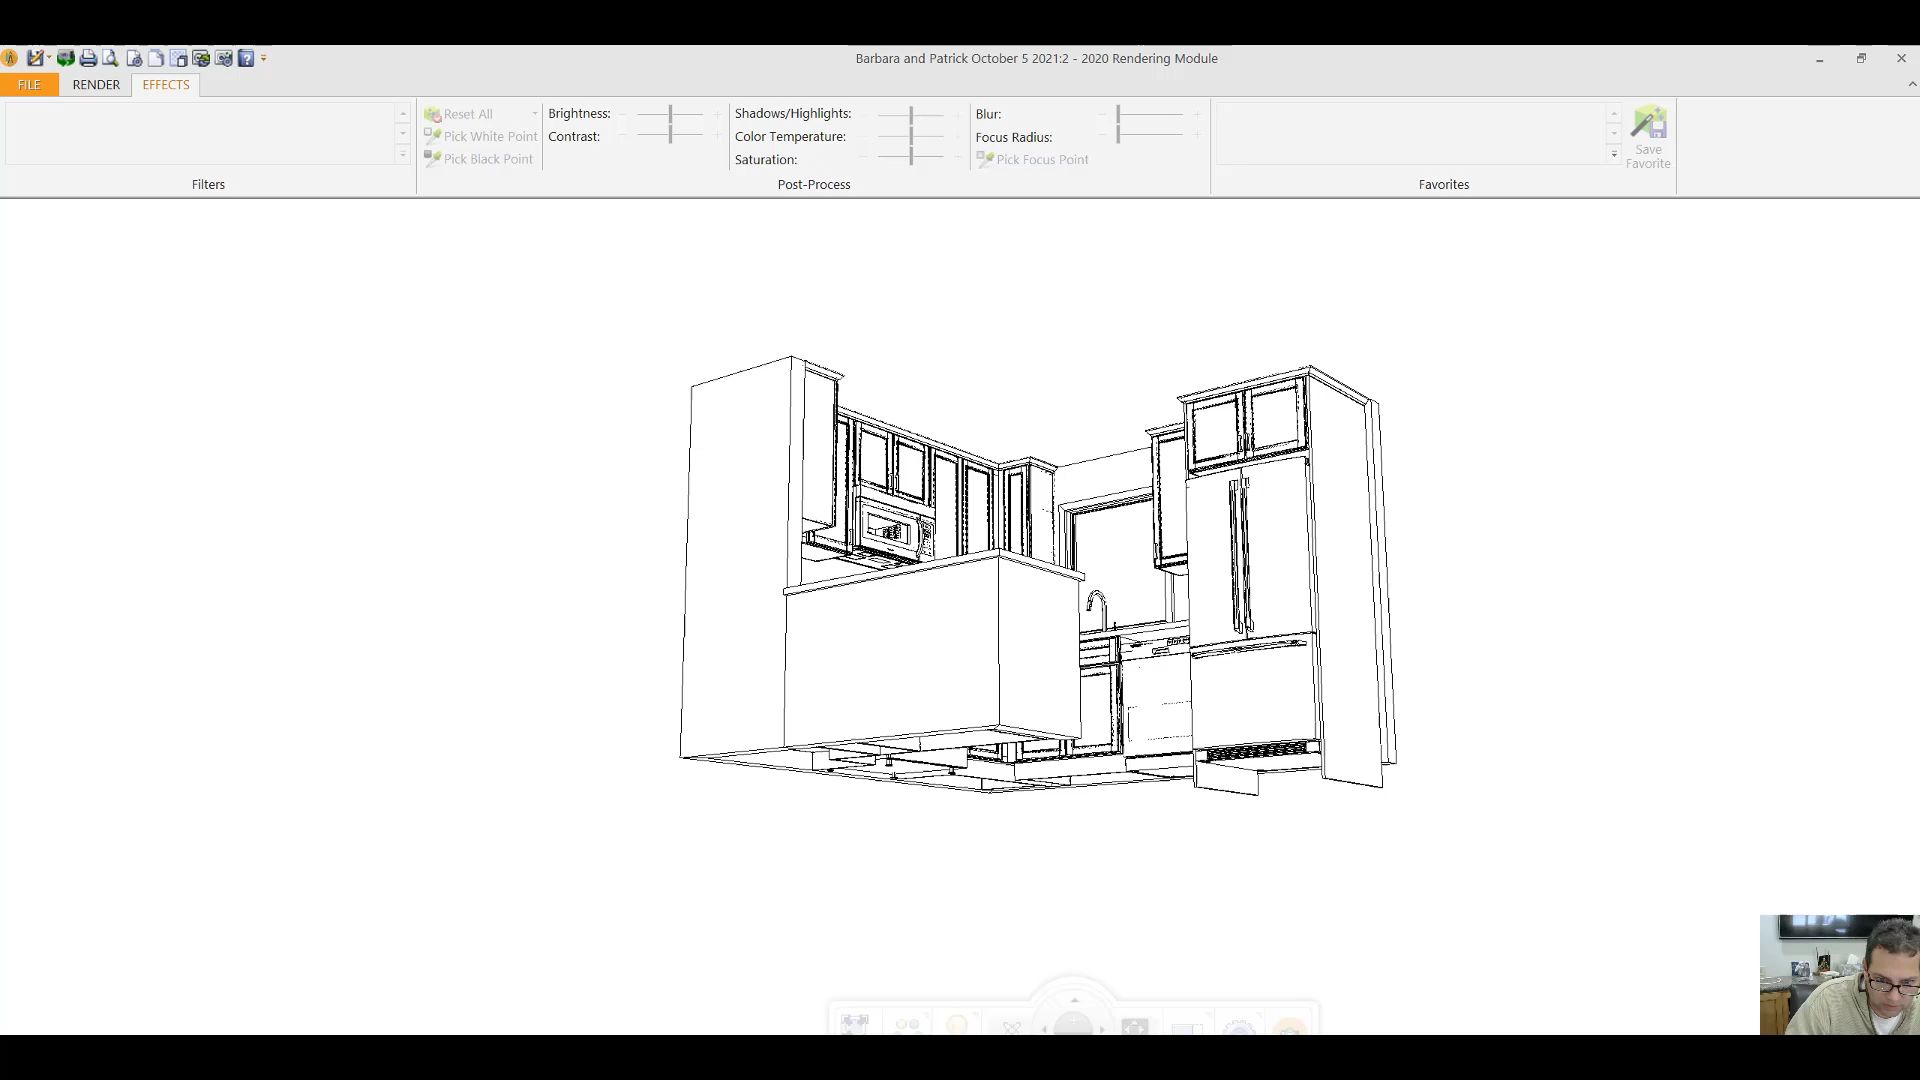 Barbara and Patrick October 5 2021:2 - 2020 Rendering Module
FILE RENDER EFFECTS
Reset All
Pick White Point
Pick Black Point
Brightness:
Contrast:
Shadows/Highlights:
Color Temperature:
Saturation:
Blur:
Focus Radius:
Pick Focus Point
Save
Favorite
Filters
Post-Process
Favorites